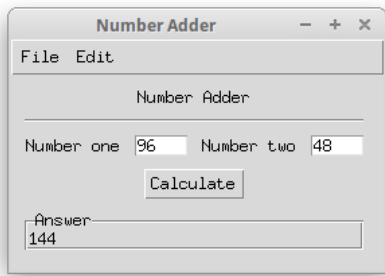 Number Adder
File Edit
Number Adder
Number one 96 Number two 48
Calculate
Answer
144